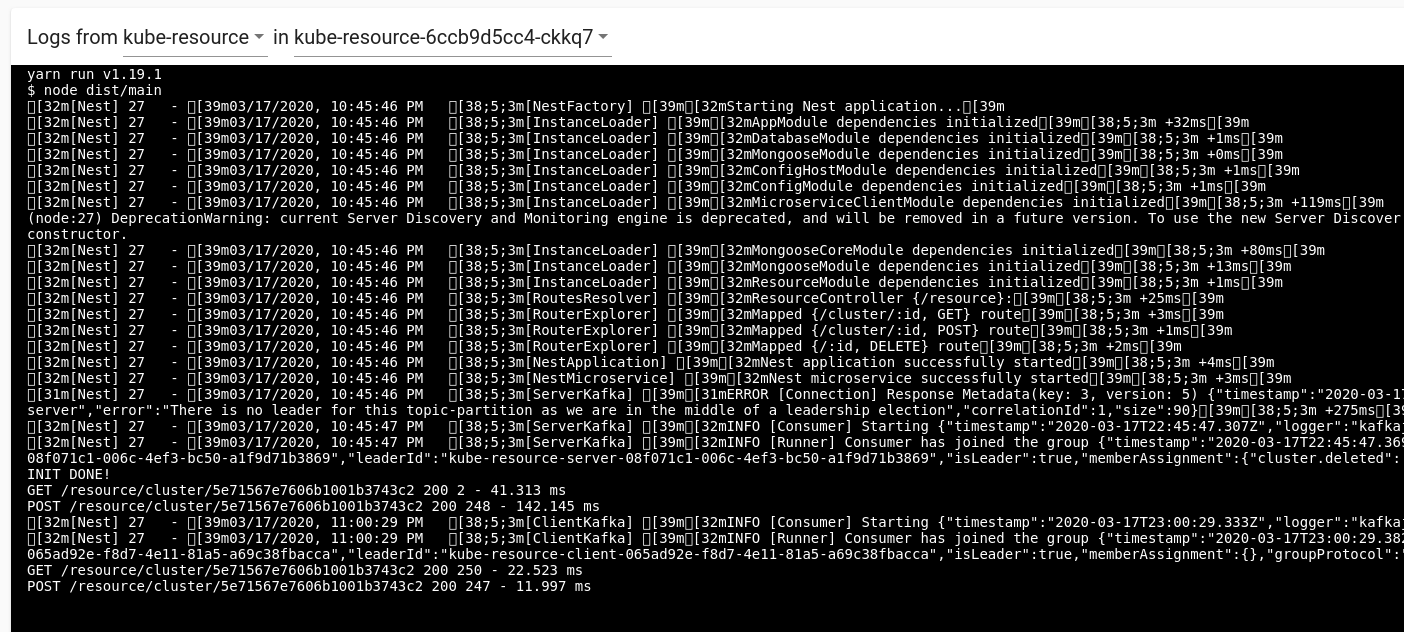 Logs from kube-resource in kube-resource-6ccb9d5cc4-ckkq7
yarn run v1.19.1
$ node dist/main
▯[32m[Nest] 27   - ▯[39m03/17/2020, 10:45:46 PM   ▯[38;5;3m[NestFactory] ▯[39m▯[32mStarting Nest application...▯[39m
▯[32m[Nest] 27   - ▯[39m03/17/2020, 10:45:46 PM   ▯[38;5;3m[InstanceLoader] ▯[39m▯[32mAppModule dependencies initialized▯[39m▯[38;5;3m +32ms▯[39m
▯[32m[Nest] 27   - ▯[39m03/17/2020, 10:45:46 PM   ▯[38;5;3m[InstanceLoader] ▯[39m▯[32mDatabaseModule dependencies initialized▯[39m▯[38;5;3m +1ms▯[39m
▯[32m[Nest] 27   - ▯[39m03/17/2020, 10:45:46 PM   ▯[38;5;3m[InstanceLoader] ▯[39m▯[32mMongooseModule dependencies initialized▯[39m▯[38;5;3m +0ms▯[39m
▯[32m[Nest] 27   - ▯[39m03/17/2020, 10:45:46 PM   ▯[38;5;3m[InstanceLoader] ▯[39m▯[32mConfigHostModule dependencies initialized▯[39m▯[38;5;3m +1ms▯[39m
▯[32m[Nest] 27   - ▯[39m03/17/2020, 10:45:46 PM   ▯[38;5;3m[InstanceLoader] ▯[39m▯[32mConfigModule dependencies initialized▯[39m▯[38;5;3m +1ms▯[39m
▯[32m[Nest] 27   - ▯[39m03/17/2020, 10:45:46 PM   ▯[38;5;3m[InstanceLoader] ▯[39m▯[32mMicroserviceClientModule dependencies initialized▯[39m▯[38;5;3m +119ms▯[39m
(node:27) DeprecationWarning: current Server Discovery and Monitoring engine is deprecated, and will be removed in a future version. To use the new Server Discover
constructor.
▯[32m[Nest] 27   - ▯[39m03/17/2020, 10:45:46 PM   ▯[38;5;3m[InstanceLoader] ▯[39m▯[32mMongooseCoreModule dependencies initialized▯[39m▯[38;5;3m +80ms▯[39m
▯[32m[Nest] 27   - ▯[39m03/17/2020, 10:45:46 PM   ▯[38;5;3m[InstanceLoader] ▯[39m▯[32mMongooseModule dependencies initialized▯[39m▯[38;5;3m +13ms▯[39m
▯[32m[Nest] 27   - ▯[39m03/17/2020, 10:45:46 PM   ▯[38;5;3m[InstanceLoader] ▯[39m▯[32mResourceModule dependencies initialized▯[39m▯[38;5;3m +1ms▯[39m
▯[32m[Nest] 27   - ▯[39m03/17/2020, 10:45:46 PM   ▯[38;5;3m[RoutesResolver] ▯[39m▯[32mResourceController {/resource}:▯[39m▯[38;5;3m +25ms▯[39m
▯[32m[Nest] 27   - ▯[39m03/17/2020, 10:45:46 PM   ▯[38;5;3m[RouterExplorer] ▯[39m▯[32mMapped {/cluster/:id, GET} route▯[39m▯[38;5;3m +3ms▯[39m
▯[32m[Nest] 27   - ▯[39m03/17/2020, 10:45:46 PM   ▯[38;5;3m[RouterExplorer] ▯[39m▯[32mMapped {/cluster/:id, POST} route▯[39m▯[38;5;3m +1ms▯[39m
▯[32m[Nest] 27   - ▯[39m03/17/2020, 10:45:46 PM   ▯[38;5;3m[RouterExplorer] ▯[39m▯[32mMapped {/:id, DELETE} route▯[39m▯[38;5;3m +2ms▯[39m
▯[32m[Nest] 27   - ▯[39m03/17/2020, 10:45:46 PM   ▯[38;5;3m[NestApplication] ▯[39m▯[32mNest application successfully started▯[39m▯[38;5;3m +4ms▯[39m
▯[32m[Nest] 27   - ▯[39m03/17/2020, 10:45:46 PM   ▯[38;5;3m[NestMicroservice] ▯[39m▯[32mNest microservice successfully started▯[39m▯[38;5;3m +3ms▯[39m
▯[31m[Nest] 27   - ▯[39m03/17/2020, 10:45:46 PM   ▯[38;5;3m[ServerKafka] ▯[39m▯[31mERROR [Connection] Response Metadata(key: 3, version: 5) {"timestamp":"2020-03-17
server","error":"There is no leader for this topic-partition as we are in the middle of a leadership election","correlationId":1,"size":90}▯[39m▯[38;5;3m +275ms▯[39
▯[32m[Nest] 27   - ▯[39m03/17/2020, 10:45:47 PM   ▯[38;5;3m[ServerKafka] ▯[39m▯[32mINFO [Consumer] Starting {"timestamp":"2020-03-17T22:45:47.307Z","logger":"kafkaj
▯[32m[Nest] 27   - ▯[39m03/17/2020, 10:45:47 PM   ▯[38;5;3m[ServerKafka] ▯[39m▯[32mINFO [Runner] Consumer has joined the group {"timestamp":"2020-03-17T22:45:47.369
08f071c1-006c-4ef3-bc50-a1f9d71b3869","leaderId":"kube-resource-server-08f071c1-006c-4ef3-bc50-a1f9d71b3869","isLeader":true,"memberAssignment":{"cluster.deleted":
INIT DONE!
GET /resource/cluster/5e71567e7606b1001b3743c2 200 2 - 41.313 ms
POST /resource/cluster/5e71567e7606b1001b3743c2 200 248 - 142.145 ms
▯[32m[Nest] 27   - ▯[39m03/17/2020, 11:00:29 PM   ▯[38;5;3m[ClientKafka] ▯[39m▯[32mINFO [Consumer] Starting {"timestamp":"2020-03-17T23:00:29.333Z","logger":"kafkaj
▯[32m[Nest] 27   - ▯[39m03/17/2020, 11:00:29 PM   ▯[38;5;3m[ClientKafka] ▯[39m▯[32mINFO [Runner] Consumer has joined the group {"timestamp":"2020-03-17T23:00:29.382
065ad92e-f8d7-4e11-81a5-a69c38fbacca","leaderId":"kube-resource-client-065ad92e-f8d7-4e11-81a5-a69c38fbacca","isLeader":true,"memberAssignment":{},"groupProtocol":"
GET /resource/cluster/5e71567e7606b1001b3743c2 200 250 - 22.523 ms
POST /resource/cluster/5e71567e7606b1001b3743c2 200 247 - 11.997 ms